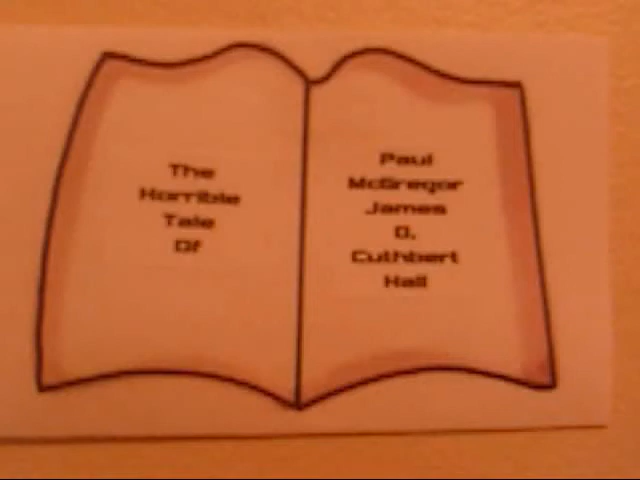 The
Horrible
Tale
Of
Paul
McGregor
James
O.
Cuthbert
Hall